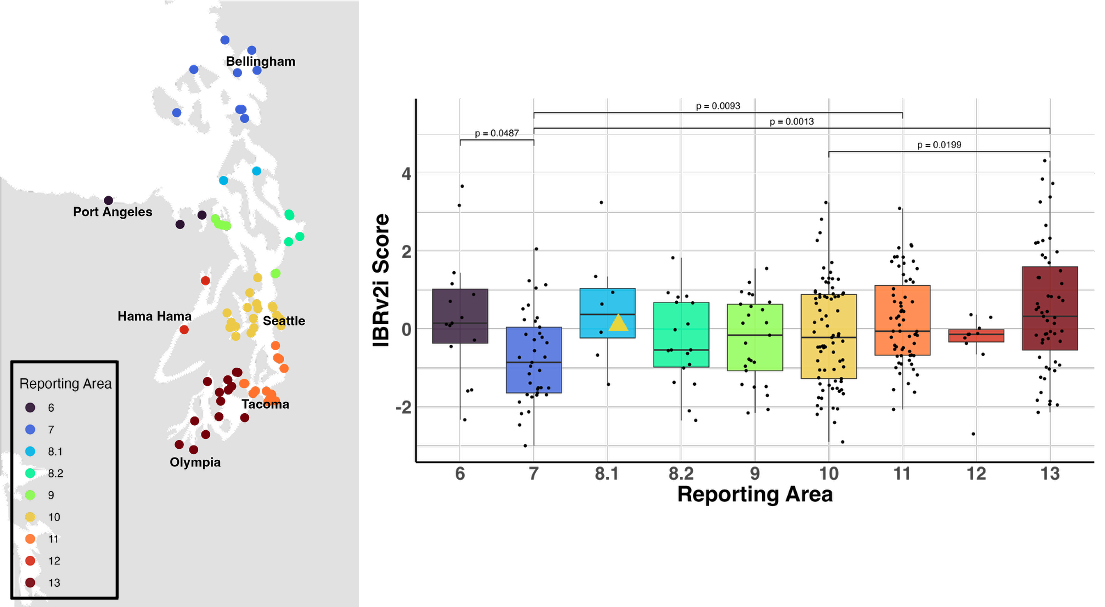 Bellingham
Port Angeles
Hama Hama
Seattle
Tacoma
Olympia
Reporting Area
6
7
8.1
8.2
9
10
11
12
13
p = 0.0093
p = 0.0013
p = 0.0487
p = 0.0199
IBRv2i Score
4
2
0
-2
6 7 8.1 8.2 9 10 11 12 13
Reporting Area